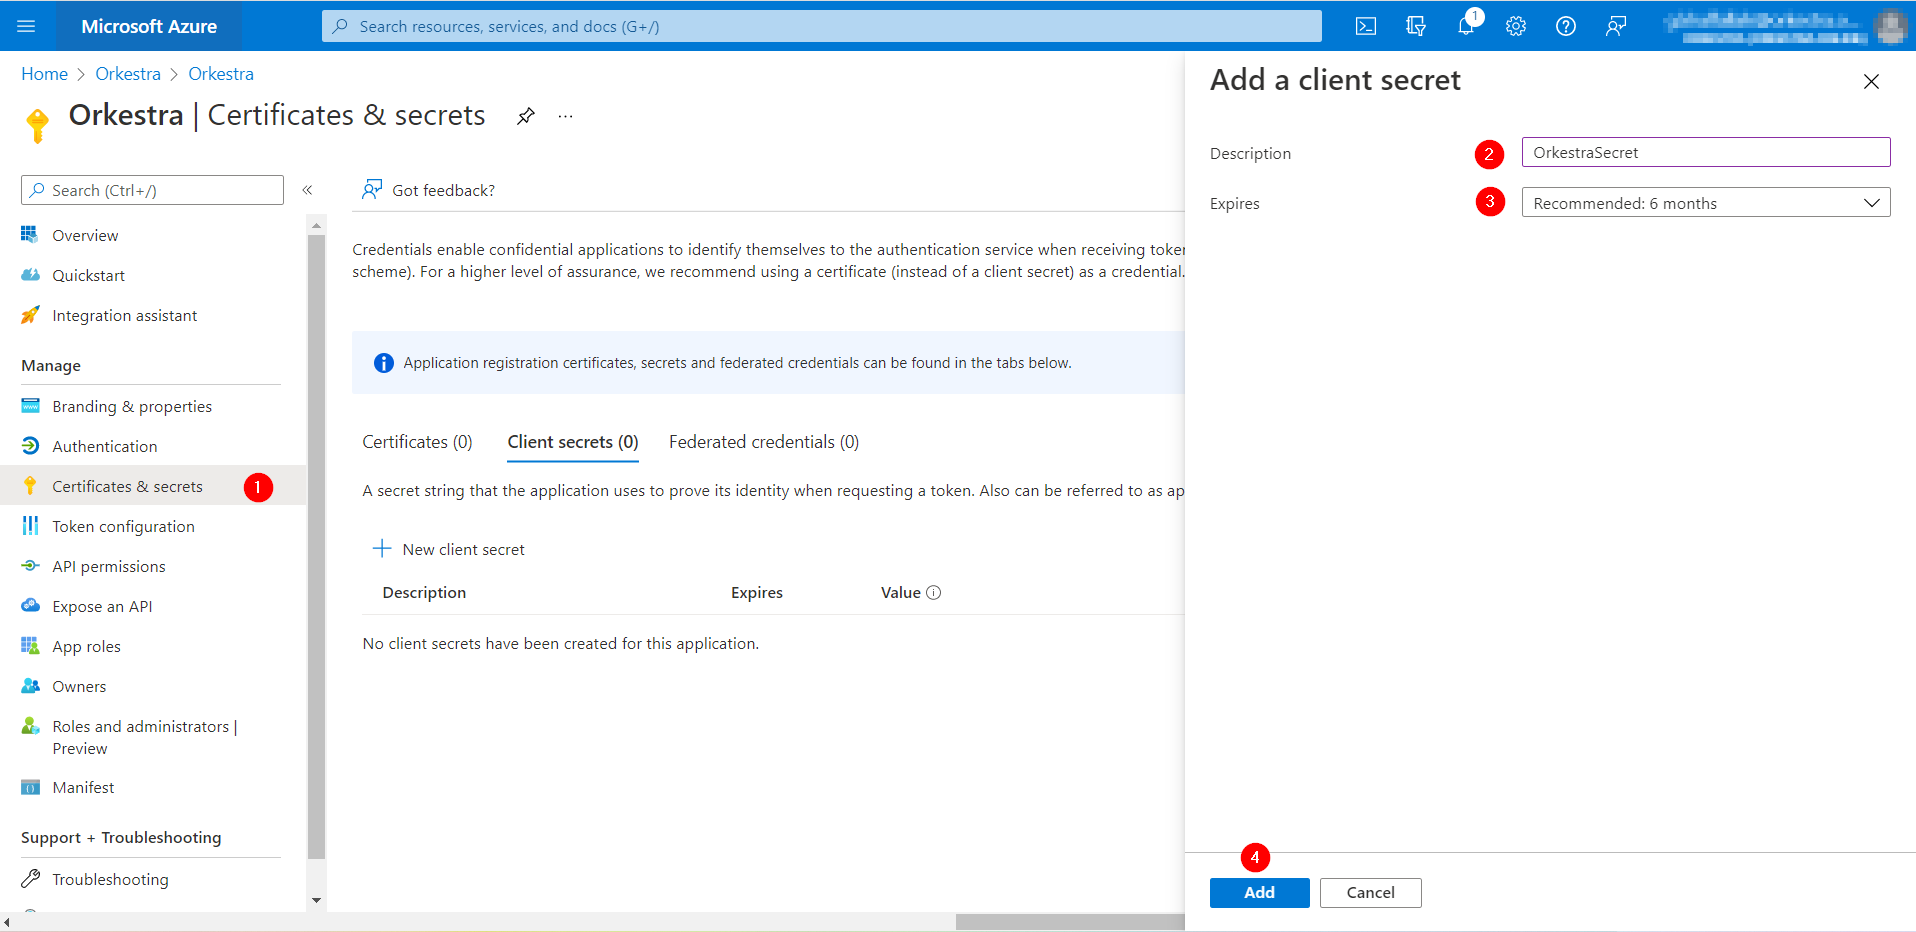 Microsoft Azure
Search resources, services, and docs (G+/)
1
Home > Orkestra > Orkestra
Orkestra | Certificates & secrets
...
Search (Ctrl+/)
«
Overview
Quickstart
Integration assistant
Manage
Branding & properties
Authentication
Certificates & secrets
1
Token configuration
API permissions
Expose an API
App roles
Owners
Roles and administrators |
Preview
Manifest
Support + Troubleshooting
Troubleshooting
Got feedback?
Credentials enable confidential applications to identify themselves to the authentication service when receiving
scheme). For a higher level of assurance, we recommend using a certificate (instead of a client secret) as a credential.
Application registration certificates, secrets and federated credentials can be found in the tabs below.
Certificates (0)
Client secrets (0)
Federated credentials (0)
A secret string that the application uses to prove its identity when requesting a token. Also can be referred to as
New client secret
Description
Expires
Value
No client secrets have been created for this application.
Add a client secret
Description
2
OrkestraSecret
Expires
3
Recommended: 6 months
4
Add
Cancel